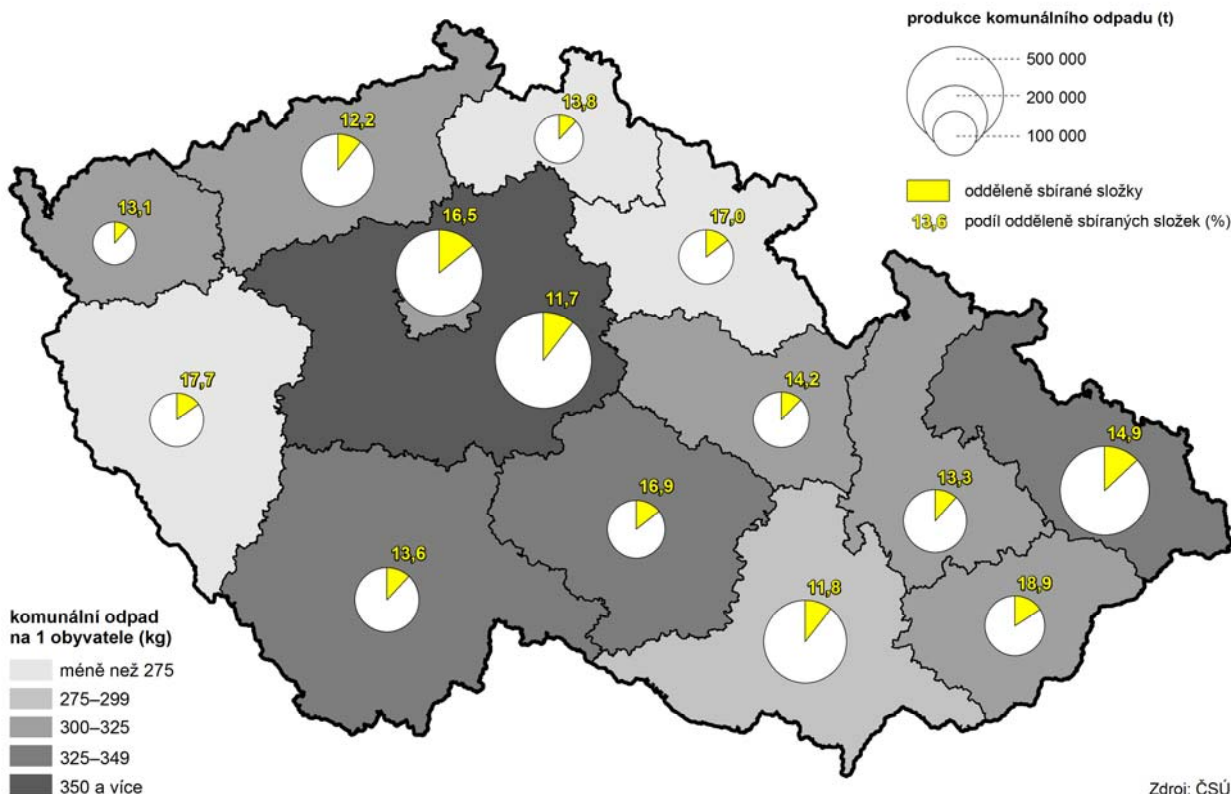 produkce komunálního odpadu (t)
500 000
200 000
100 000
odděleně sbírané složky
13,6 podíl odděleně sbíraných složek (%)
13,8
12,2
13,1
16,5
17,0
11,7
17,7
14,2
14,9
16,9
13,3
13,6
11,8
18,9
komunální odpad
na 1 obyvatele (kg)
méně než 275
275–299
300–325
325–349
350 a více
Zdroj: ČSÚ